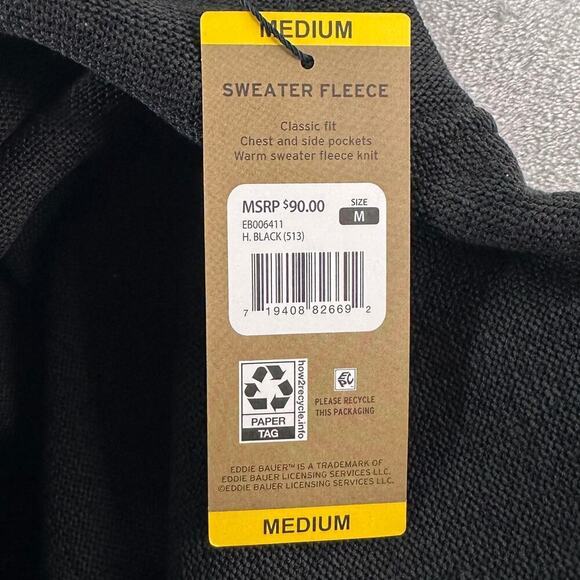 MEDIUM
SWEATER FLEECE
Classic fit
Chest and side pockets
Warm sweater fleece knit
MSRP $90.00
SIZE
M
EB006411
H. BLACK (513)
7 19408 82669 2
how2recycle.info
PAPER
TAG
PLEASE RECYCLE
THIS PACKAGING
EDDIE BAUER™ IS A TRADEMARK OF
EDDIE BAUER LICENSING SERVICES LLC.
©EDDIE BAUER LICENSING SERVICES LLC.
MEDIUM